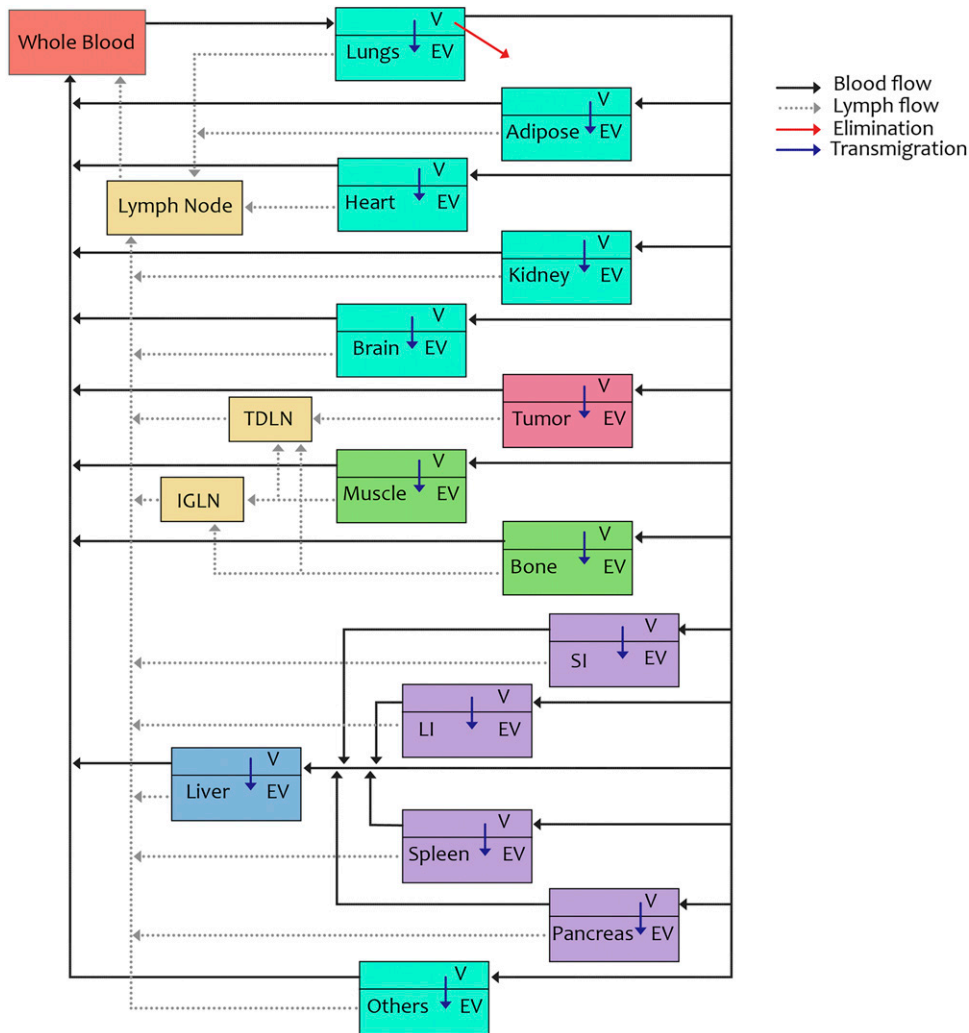 Whole Blood
V
Lungs EV
Blood flow
Lymph flow
Elimination
Transmigration
V
Adipose EV
V
Heart EV
Lymph Node
V
Kidney EV
V
Brain EV
V
Tumor EV
TDLN
V
Muscle EV
IGLN
V
Bone EV
V
SI EV
V
LI EV
V
Liver EV
V
Spleen EV
V
Pancreas EV
V
Others EV